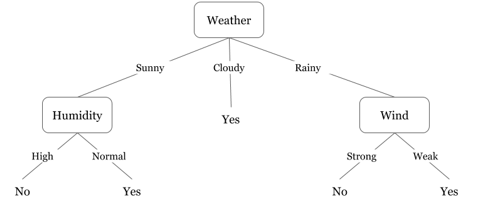 Weather
Sunny Cloudy Rainy
Humidity Yes Wind
High Normal Strong Weak
No Yes No Yes